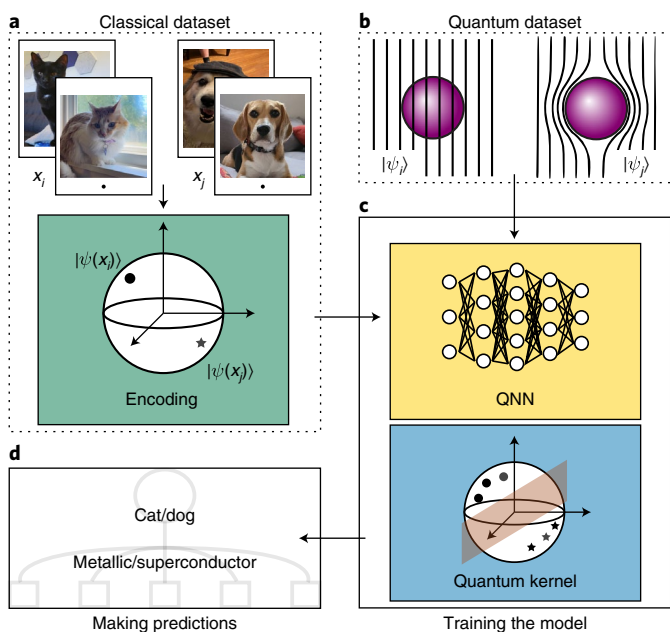 a
Classical dataset
x_i
x_j
|ψ(x_i)⟩
|ψ(x_j)⟩
Encoding
b
Quantum dataset
|ψ_i⟩
|ψ_j⟩
c
QNN
Quantum kernel
Training the model
d
Cat/dog
Metallic/superconductor
Making predictions